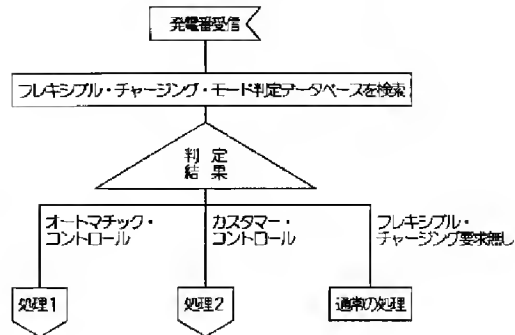 発電番受信
フレキシブル・チャージング・モード判定データベースを検索
判定
結果
オートマチック・
コントロール
カスタマー・
コントロール
フレキシブル・
チャージング要求無し
処理1
処理2
通常の処理